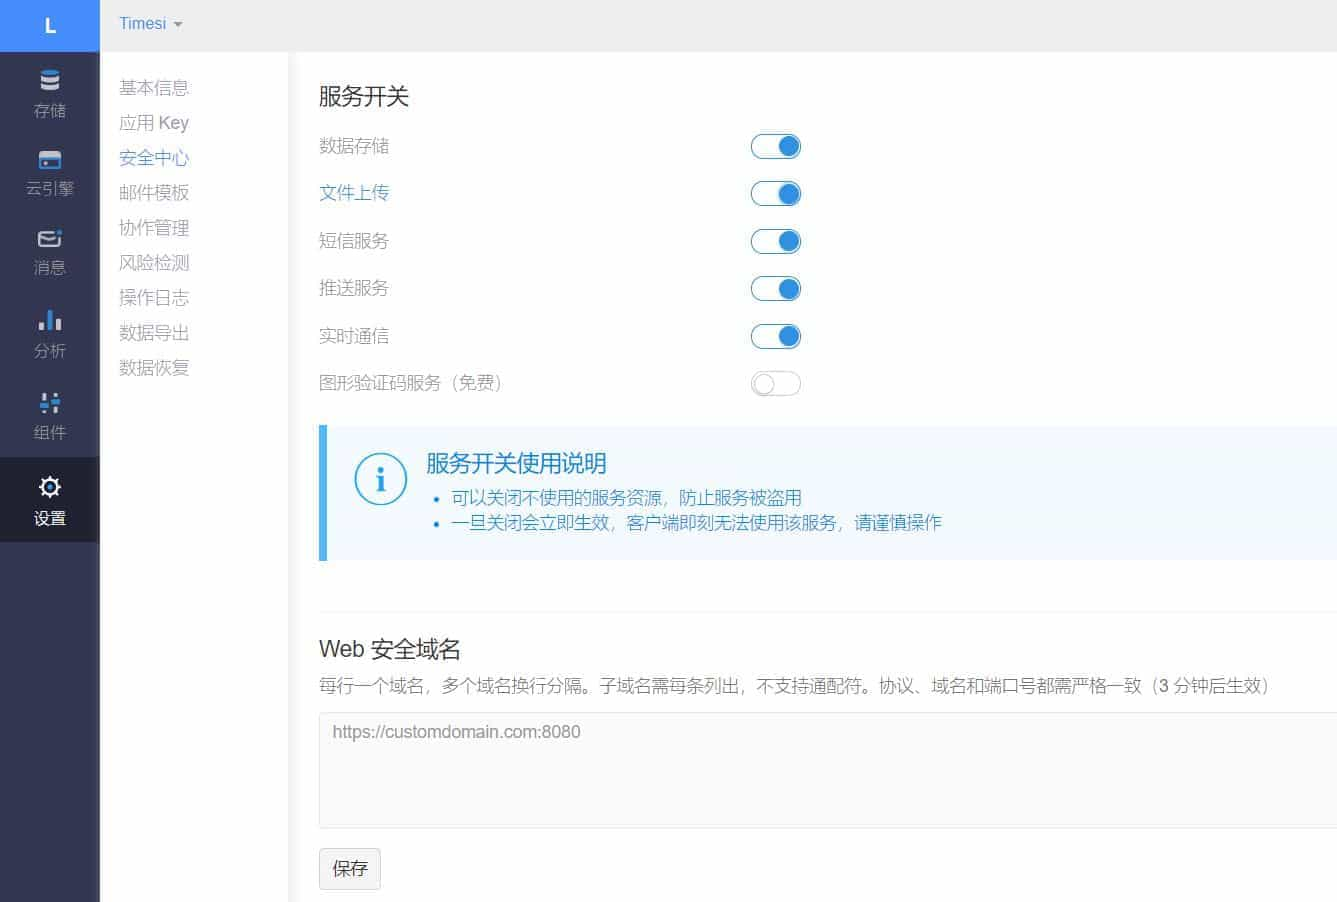 L
Timesi
存储
云引擎
消息
分析
组件
设置
基本信息
应用 Key
安全中心
邮件模板
协作管理
风险检测
操作日志
数据导出
数据恢复
服务开关
数据存储
文件上传
短信服务
推送服务
实时通信
图形验证码服务（免费）
服务开关使用说明
可以关闭不使用的服务资源，防止服务被盗用
一旦关闭会立即生效，客户端即刻无法使用该服务，请谨慎操作
Web 安全域名
每行一个域名，多个域名换行分隔。子域名需每条列出，不支持通配符。协议、域名和端口号都需严格一致（3 分钟后生效）
https://customdomain.com:8080
保存